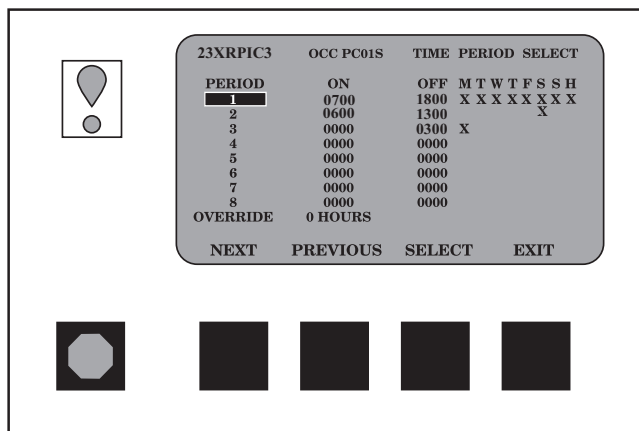 23XRPIC3 OCC PC01S TIME PERIOD SELECT
PERIOD ON OFF M T W T F S S H
1 0700 1800 X X X X X X X X
2 0600 1300 X
3 0000 0300 X
4 0000 0000
5 0000 0000
6 0000 0000
7 0000 0000
8 0000 0000
OVERRIDE 0 HOURS
NEXT PREVIOUS SELECT EXIT